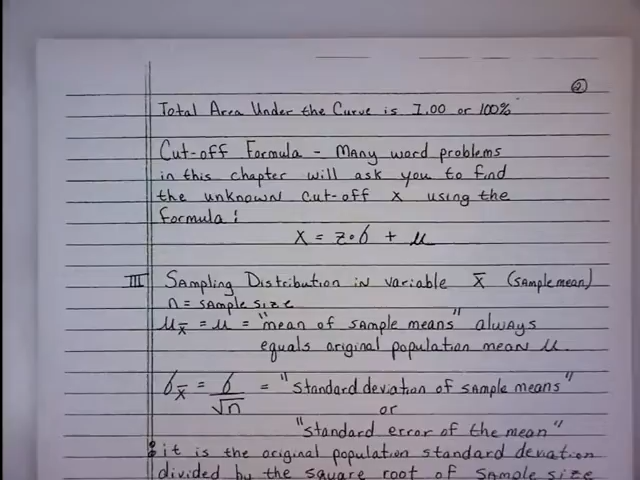 ②
Total Area Under the Curve is 1.00 or 100%
Cut-off Formula - Many word problems
in this chapter will ask you to find
the unknown cut-off X using the
formula:
X = z•σ + μ
III Sampling Distribution in variable x̄ (sample mean)
n = sample size
μx̄ = μ = "mean of sample means" always
equals original population mean μ.
σx̄ = σ/√n = "standard deviation of sample means"
or
"standard error of the mean"
: it is the original population standard deviation
divided by the square root of sample size